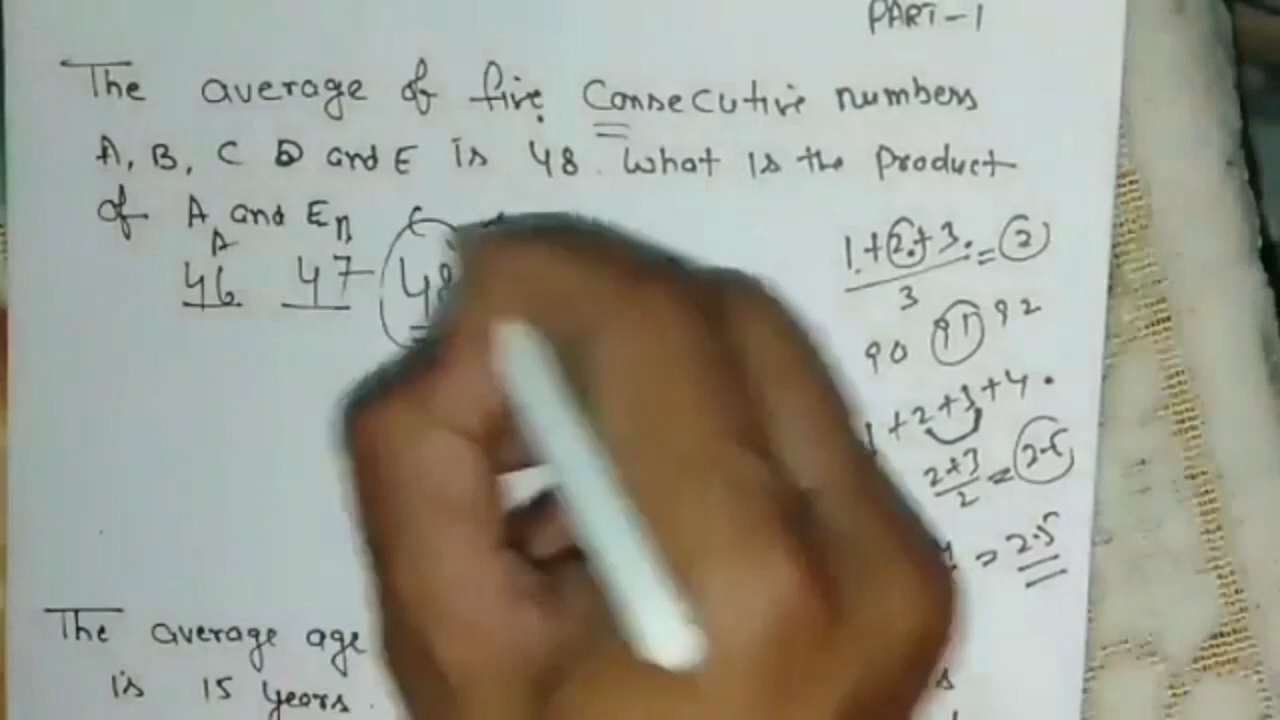 PART-1
The average of five Consecutive numbers
A, B, C D and E is 48. What is the product
of A and E
A B C
46 47 48
1+2+3 = 2
3
90 91 92
1+2+3+4
2+3 = 2.5
2
= 2.5
The average age
is 15 years.